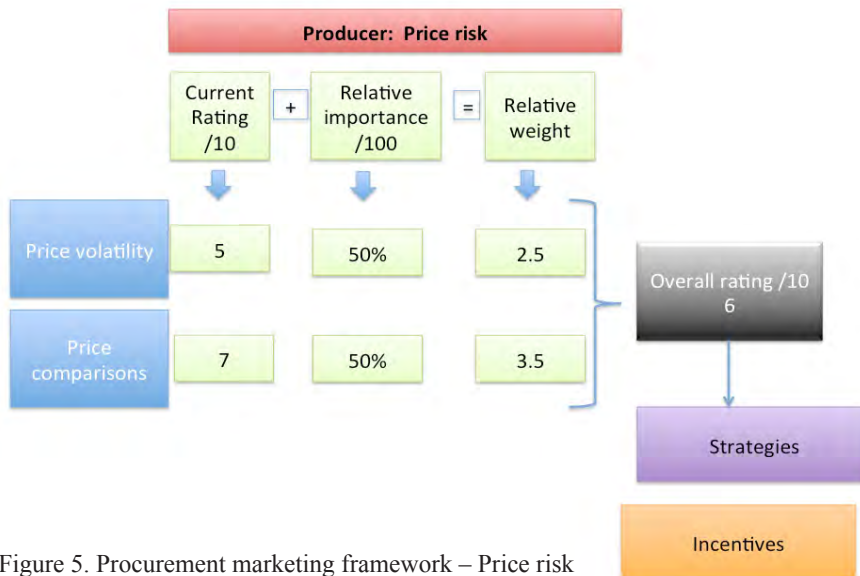 Producer: Price risk
Current
Rating
/10
+
Relative
importance
/100
=
Relative
weight
Price volatility
5
50%
2.5
Price
comparisons
7
50%
3.5
Overall rating /10
6
Strategies
Incentives
Figure 5. Procurement marketing framework – Price risk